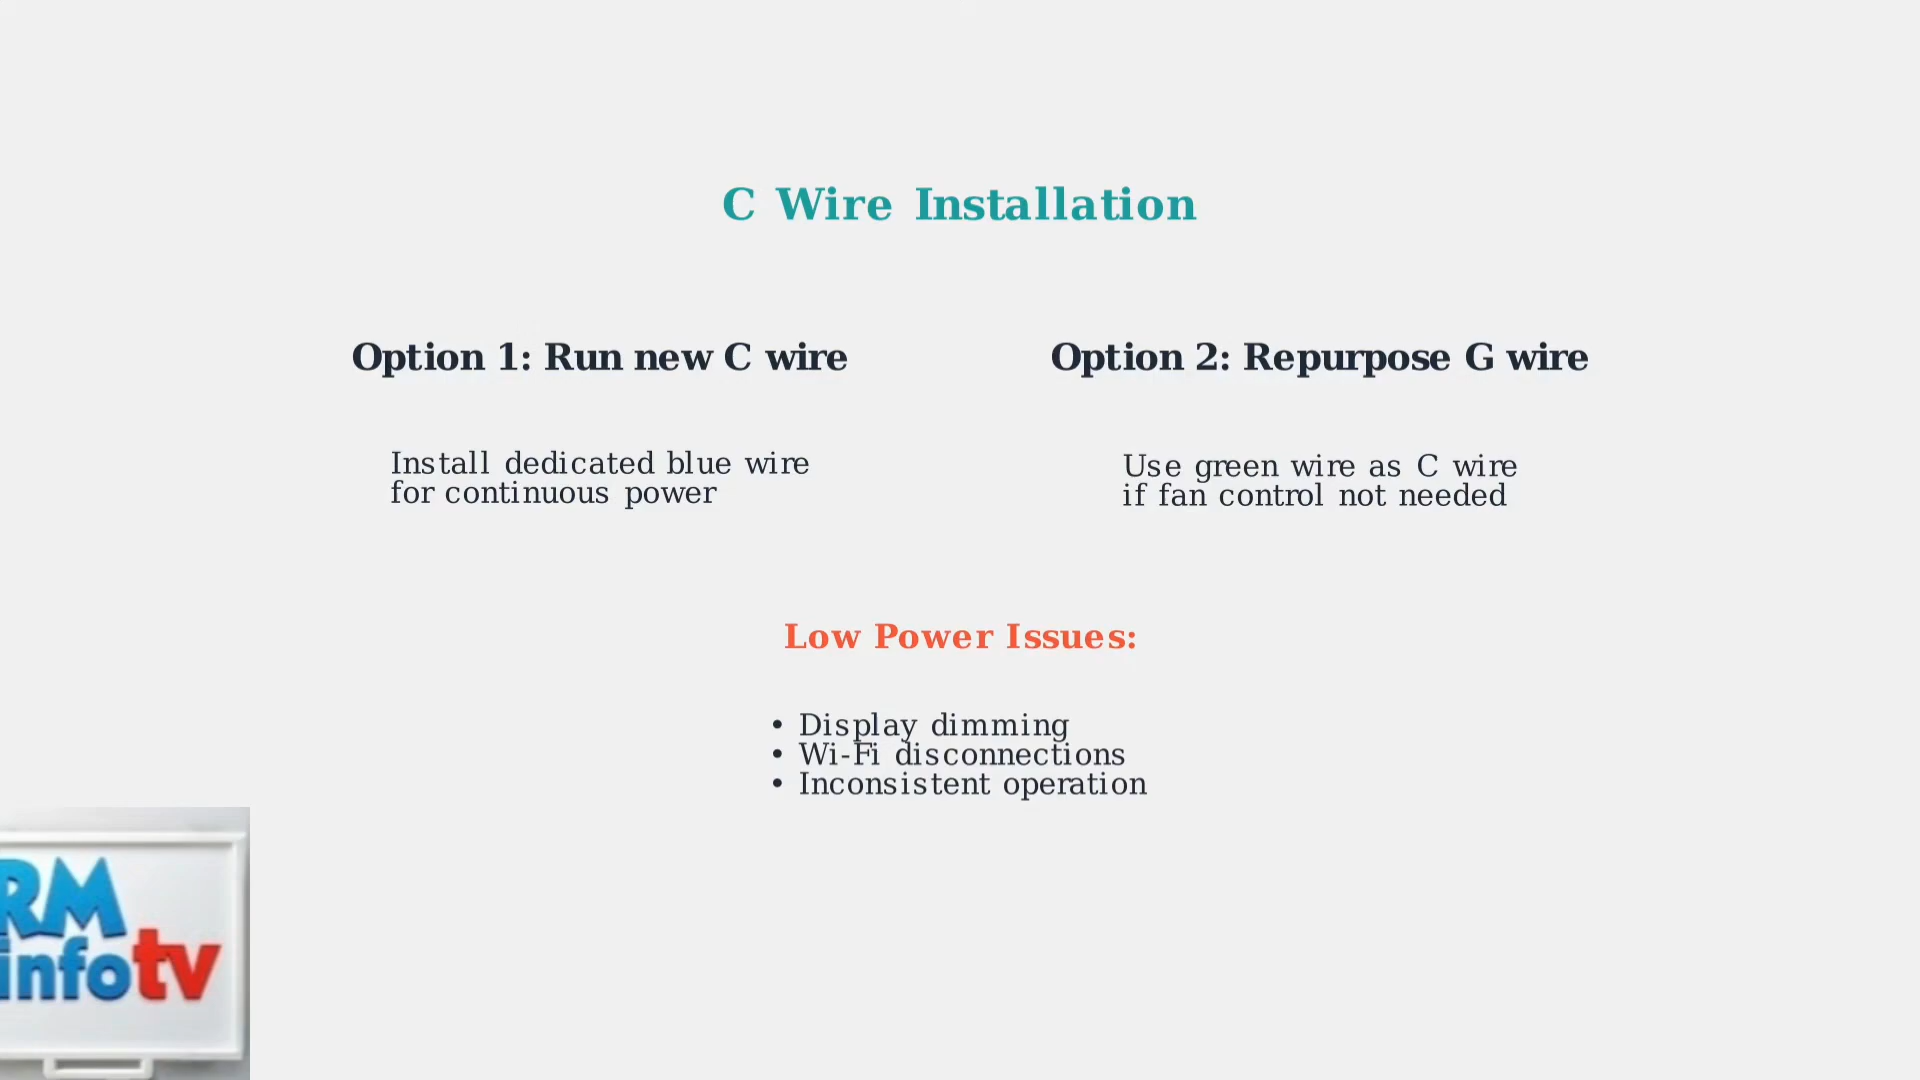 C Wire Installation
Option 1: Run new C wire
Install dedicated blue wire
for continuous power
Option 2: Repurpose G wire
Use green wire as C wire
if fan control not needed
Low Power Issues:
• Display dimming
• Wi-Fi disconnections
• Inconsistent operation
RM
infotv